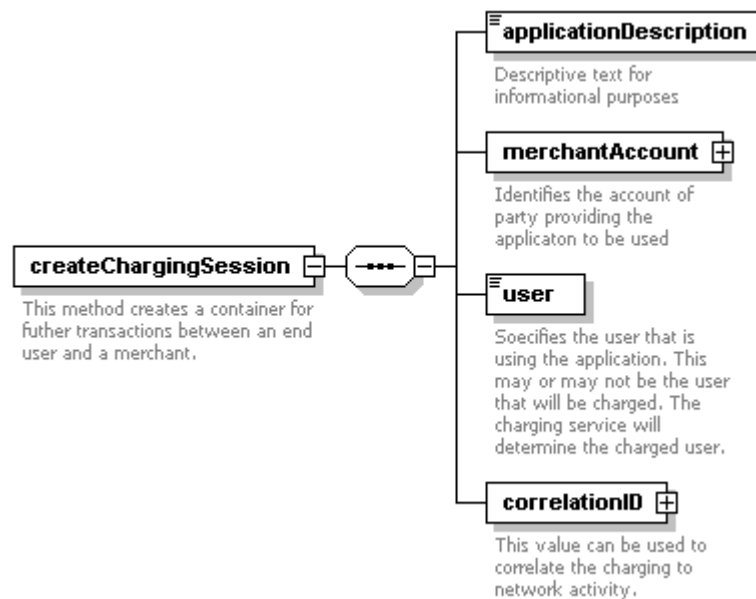 applicationDescription
Descriptive text for
informational purposes
merchantAccount
Identifies the account of
party providing the
applicaton to be used
createChargingSession
This method creates a container for
futher transactions between an end
user and a merchant.
user
Soecifies the user that is
using the application. This
may or may not be the user
that will be charged. The
charging service will
determine the charged user.
correlationID
This value can be used to
correlate the charging to
network activity.